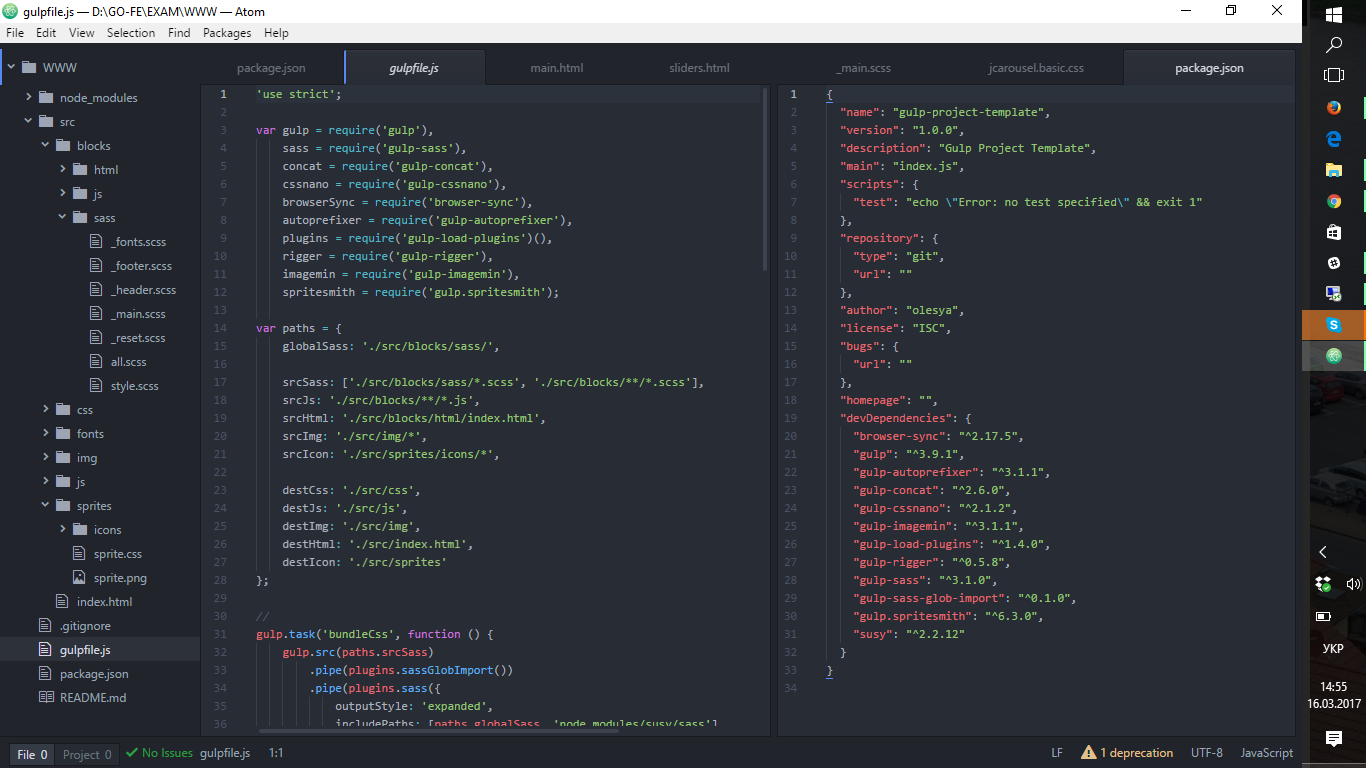 gulpfile.js — D:\GO-FE\EXAM\WWW — Atom
File Edit View Selection Find Packages Help
WWW
node_modules
src
blocks
html
js
sass
_fonts.scss
_footer.scss
_header.scss
_main.scss
_reset.scss
all.scss
style.scss
css
fonts
img
js
sprites
icons
sprite.css
sprite.png
index.html
.gitignore
gulpfile.js
package.json
README.md
package.json gulpfile.js main.html sliders.html _main.scss jcarousel.basic.css package.json
1 'use strict';
2
3 var gulp = require('gulp'),
4 sass = require('gulp-sass'),
5 concat = require('gulp-concat'),
6 cssnano = require('gulp-cssnano'),
7 browserSync = require('browser-sync'),
8 autoprefixer = require('gulp-autoprefixer'),
9 plugins = require('gulp-load-plugins')(),
10 rigger = require('gulp-rigger'),
11 imagemin = require('gulp-imagemin'),
12 spritesmith = require('gulp.spritesmith');
13
14 var paths = {
15 globalSass: './src/blocks/sass/',
16
17 srcSass: ['./src/blocks/sass/*.scss', './src/blocks/**/*.scss'],
18 srcJs: './src/blocks/**/*.js',
19 srcHtml: './src/blocks/html/index.html',
20 srcImg: './src/img/*',
21 srcIcon: './src/sprites/icons/*',
22
23 destCss: './src/css',
24 destJs: './src/js',
25 destImg: './src/img',
26 destHtml: './src/index.html',
27 destIcon: './src/sprites'
28 };
29
30 //
31 gulp.task('bundleCss', function () {
32 gulp.src(paths.srcSass)
33 .pipe(plugins.sassGlobImport())
34 .pipe(plugins.sass({
35 outputStyle: 'expanded',
36 includePaths: [paths.globalSass, 'node_modules/susy/sass']
1 {
2 "name": "gulp-project-template",
3 "version": "1.0.0",
4 "description": "Gulp Project Template",
5 "main": "index.js",
6 "scripts": {
7 "test": "echo \"Error: no test specified\" && exit 1"
8 },
9 "repository": {
10 "type": "git",
11 "url": ""
12 },
13 "author": "olesya",
14 "license": "ISC",
15 "bugs": {
16 "url": ""
17 },
18 "homepage": "",
19 "devDependencies": {
20 "browser-sync": "^2.17.5",
21 "gulp": "^3.9.1",
22 "gulp-autoprefixer": "^3.1.1",
23 "gulp-concat": "^2.6.0",
24 "gulp-cssnano": "^2.1.2",
25 "gulp-imagemin": "^3.1.1",
26 "gulp-load-plugins": "^1.4.0",
27 "gulp-rigger": "^0.5.8",
28 "gulp-sass": "^3.1.0",
29 "gulp-sass-glob-import": "^0.1.0",
30 "gulp.spritesmith": "^6.3.0",
31 "susy": "^2.2.12"
32 }
33 }
34
File 0 Project 0 No Issues gulpfile.js 1:1 LF 1 deprecation UTF-8 JavaScript
УКР
14:55
16.03.2017